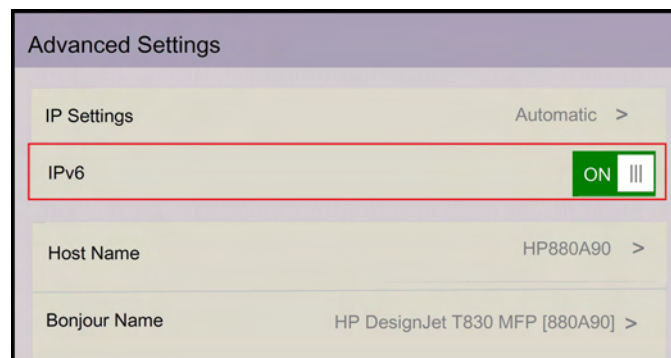 Advanced Settings
IP Settings Automatic >
IPv6 ON
Host Name HP880A90 >
Bonjour Name HP DesignJet T830 MFP [880A90] >